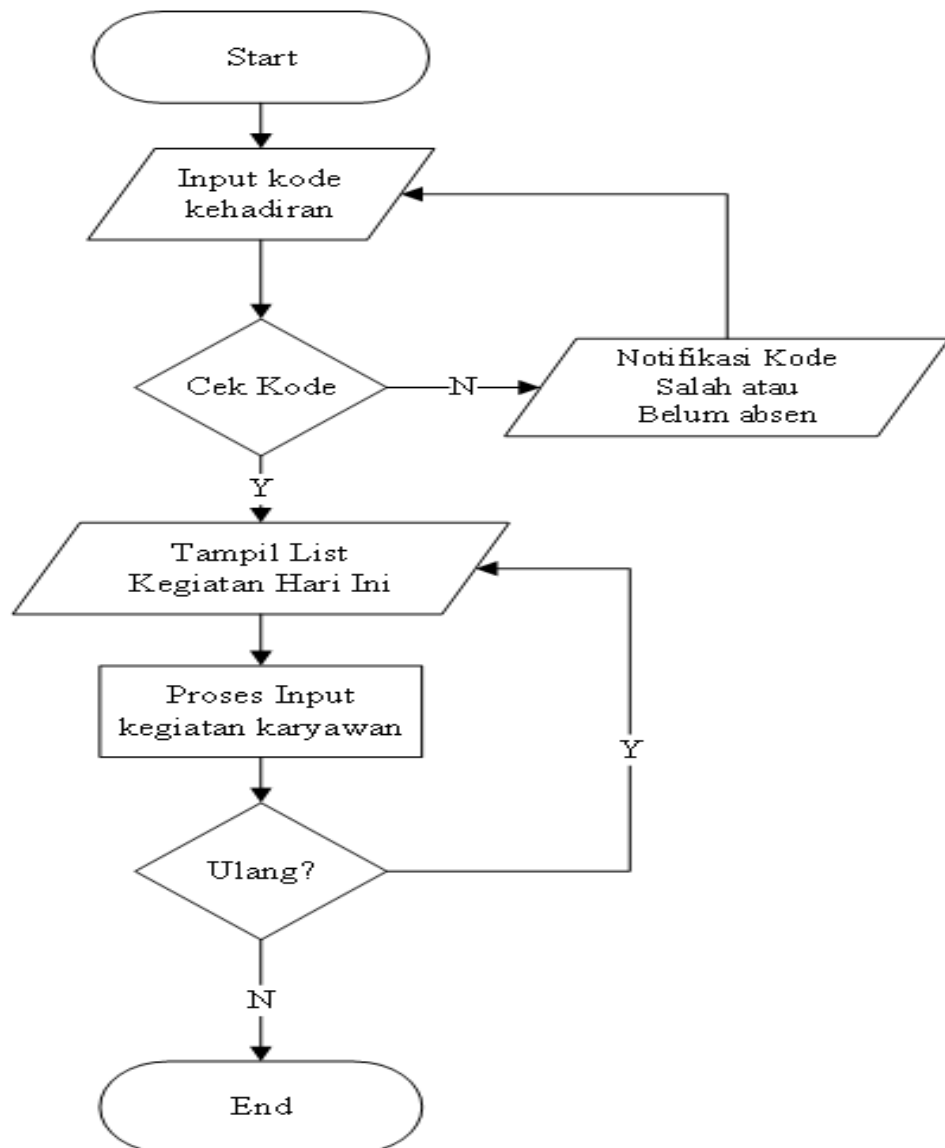 Start
Input kode
kehadiran
Cek Kode
N
Notifikasi Kode
Salah atau
Belum absen
Y
Tampil List
Kegiatan Hari Ini
Proses Input
kegiatan karyawan
Y
Ulang?
N
End